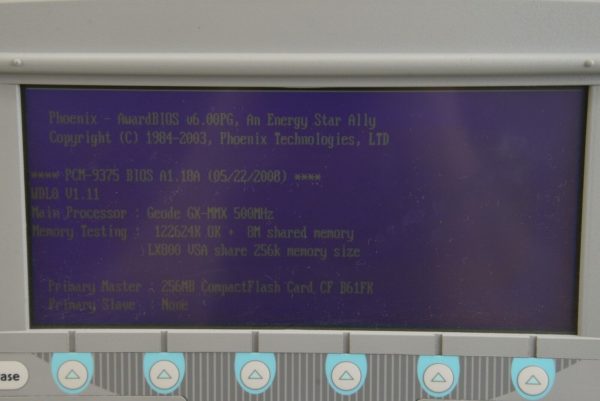 Phoenix - AwardBIOS v6.00PG, An Energy Star Ally
Copyright (C) 1984-2003, Phoenix Technologies, LTD
**** PCM-9375 BIOS A1.18A (05/22/2008) ****
WDL0 V1.11
Main Processor : Geode GX-MMX 500MHz
Memory Testing : 122624K OK + 8M shared memory
LX800 VSA share 256k memory size
Primary Master : 256MB CompactFlash Card CF B61FK
Primary Slave : None
ase